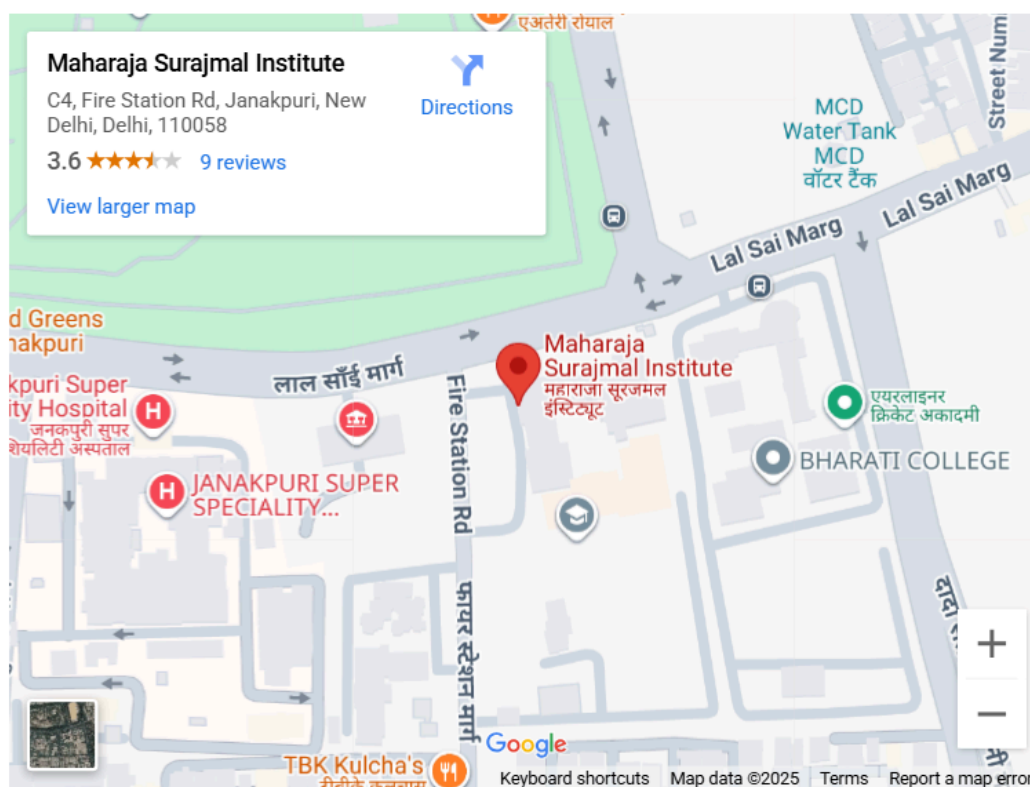 एअतेरी रोयाल
Maharaja Surajmal Institute
C4, Fire Station Rd, Janakpuri, New
Delhi, Delhi, 110058
3.6
9 reviews
View larger map
Directions
Street Num
MCD
Water Tank
MCD
वॉटर टैंक
Lal Sai Marg
Lal Sai Marg
d Greens
nakpuri
लाल साँई मार्ग
kpuri Super
ity Hospital
जनकपुरी सुपर
शियलिटी अस्पताल
H
H
JANAKPURI SUPER
SPECIALITY...
Fire Station Rd
फायर स्टेशन मार्ग
Maharaja
Surajmal Institute
महाराजा सूरजमल
इंस्टिट्यूट
एयरलाइनर
क्रिकेट अकादमी
BHARATI COLLEGE
दादा
TBK Kulcha's
Google
Keyboard shortcuts
Map data ©2025
Terms
Report a map error